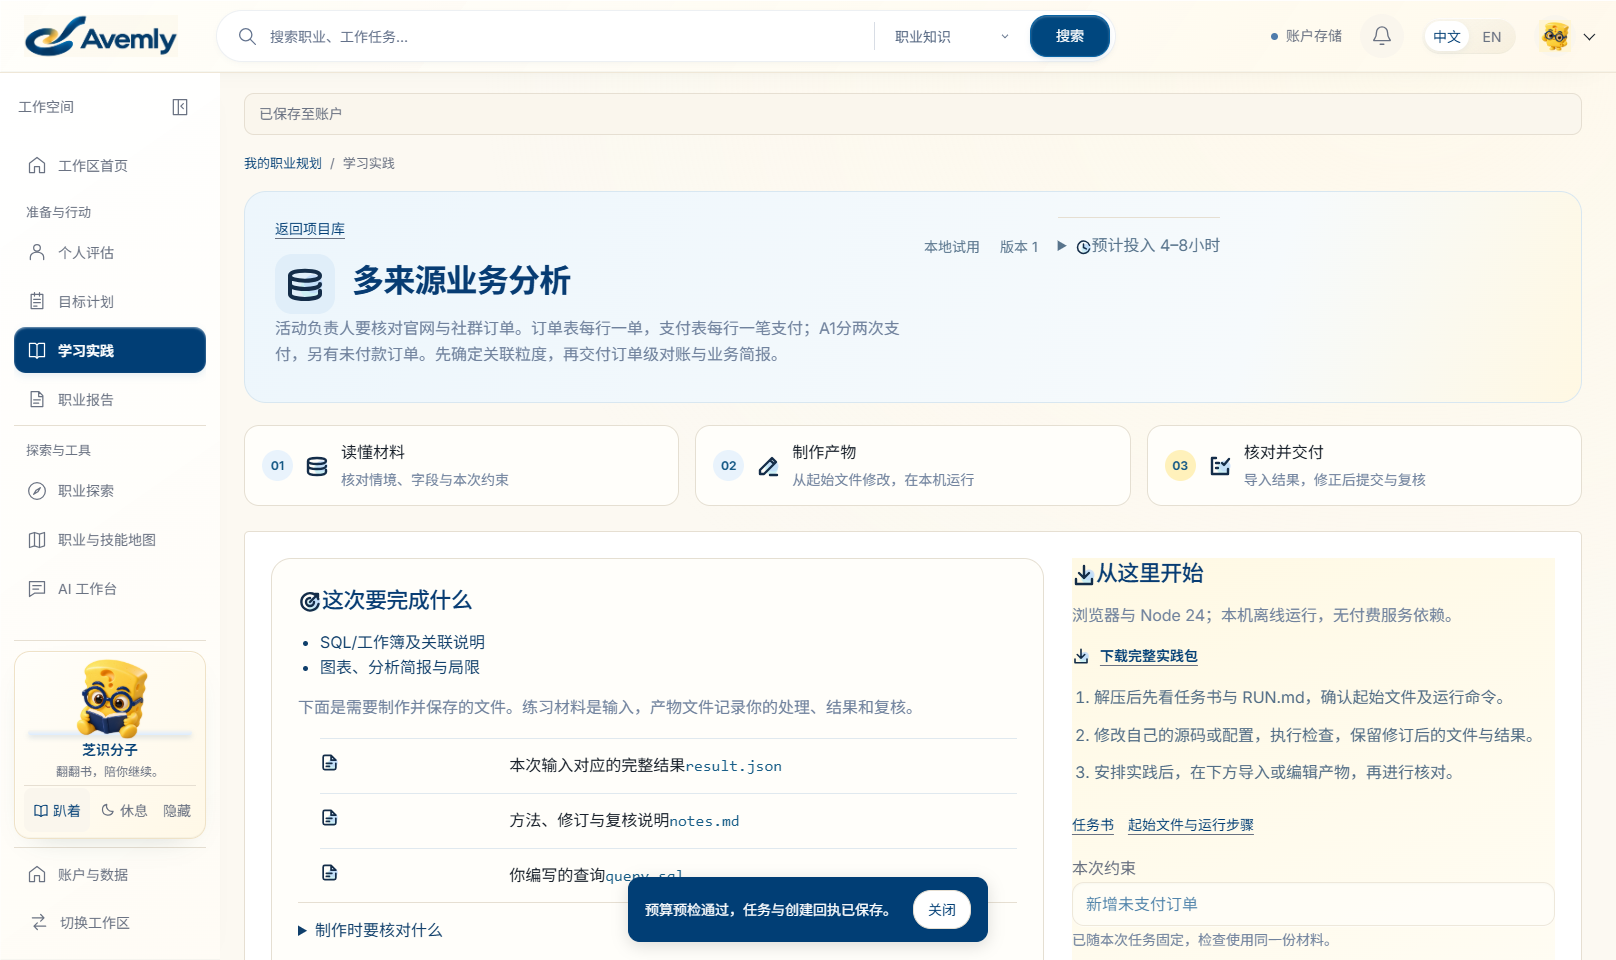 Avemly
搜索职业、工作任务...
职业知识
搜索
账户存储
中文
EN
工作空间
工作区首页
准备与行动
个人评估
目标计划
学习实践
职业报告
探索与工具
职业探索
职业与技能地图
AI 工作台
芝识分子
翻翻书，陪你继续。
趴着
休息
隐藏
账户与数据
切换工作区
已保存至账户
我的职业规划 / 学习实践
返回项目库
本地试用
版本 1
预计投入 4–8小时
多来源业务分析
活动负责人要核对官网与社群订单。订单表每行一单，支付表每行一笔支付；A1分两次支
付，另有未付款订单。先确定关联粒度，再交付订单级对账与业务简报。
01
读懂材料
核对情境、字段与本次约束
02
制作产物
从起始文件修改，在本机运行
03
核对并交付
导入结果，修正后提交与复核
这次要完成什么
SQL/工作簿及关联说明
图表、分析简报与局限
下面是需要制作并保存的文件。练习材料是输入，产物文件记录你的处理、结果和复核。
本次输入对应的完整结果result.json
方法、修订与复核说明notes.md
你编写的查询query.sql
制作时要核对什么
从这里开始
浏览器与 Node 24；本机离线运行，无付费服务依赖。
下载完整实践包
1. 解压后先看任务书与 RUN.md，确认起始文件及运行命令。
2. 修改自己的源码或配置，执行检查，保留修订后的文件与结果。
3. 安排实践后，在下方导入或编辑产物，再进行核对。
任务书
起始文件与运行步骤
本次约束
新增未支付订单
已随本次任务固定，检查使用同一份材料。
预算预检通过，任务与创建回执已保存。
关闭